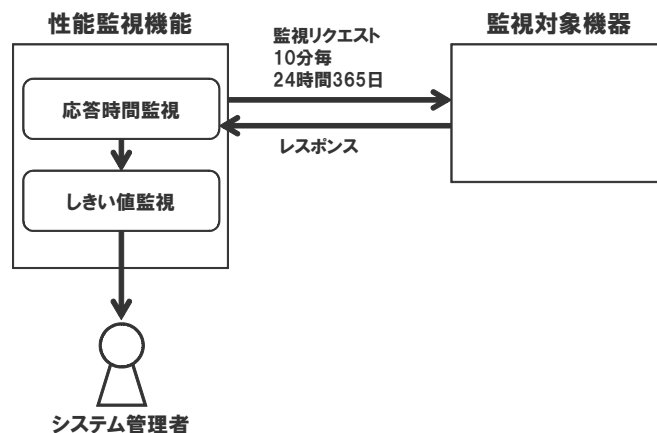 性能監視機能
監視対象機器
監視リクエスト
10分毎
24時間365日
応答時間監視
レスポンス
しきい値監視
システム管理者